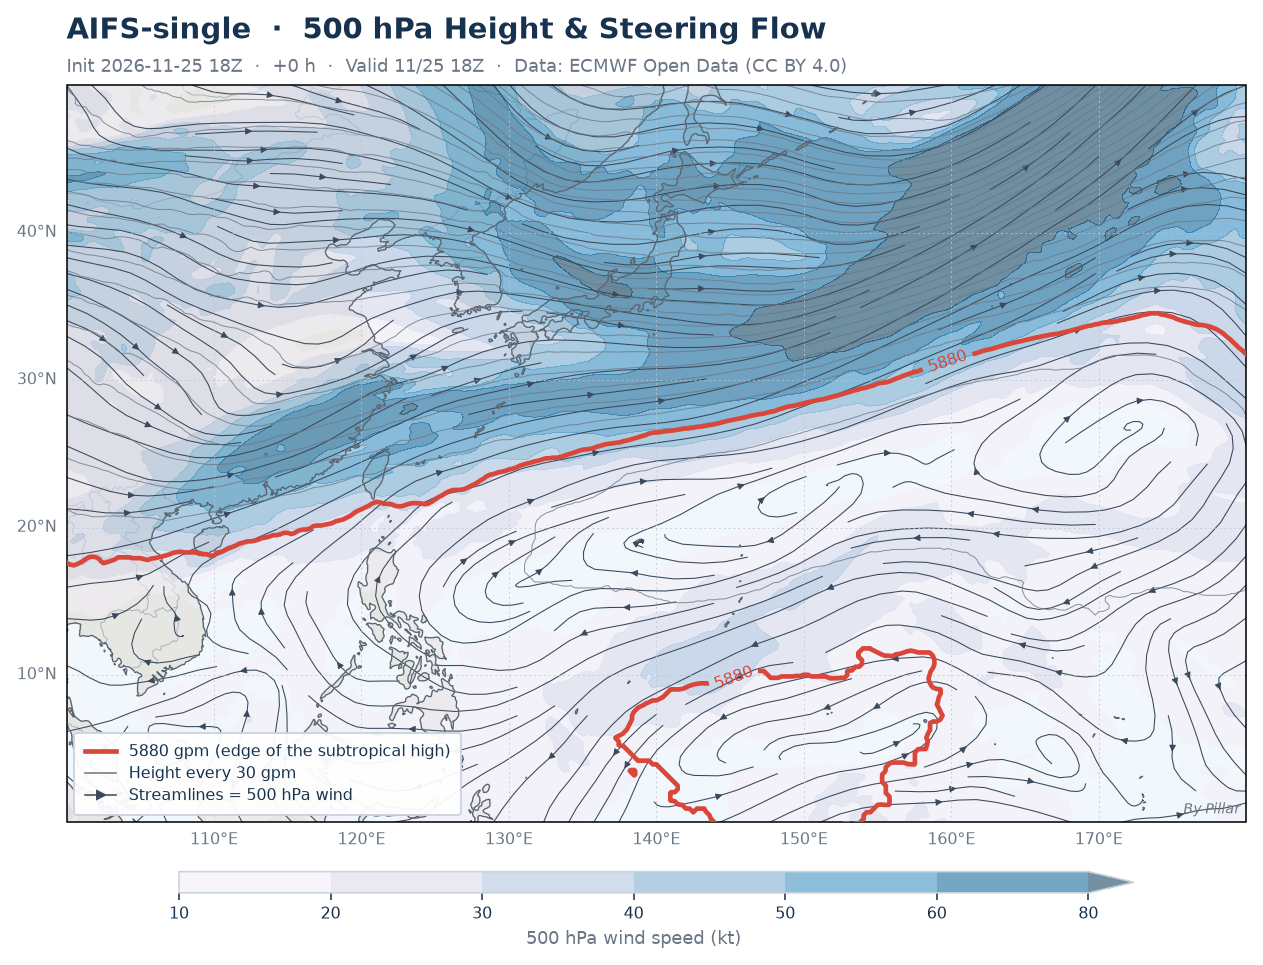 AIFS-single · 500 hPa Height & Steering Flow
Init 2026-11-25 18Z · +0 h · Valid 11/25 18Z · Data: ECMWF Open Data (CC BY 4.0)
40°N
30°N
20°N
10°N
5880
5880
5880 gpm (edge of the subtropical high)
Height every 30 gpm
Streamlines = 500 hPa wind
By Pillar
110°E 120°E 130°E 140°E 150°E 160°E 170°E
10 20 30 40 50 60 80
500 hPa wind speed (kt)